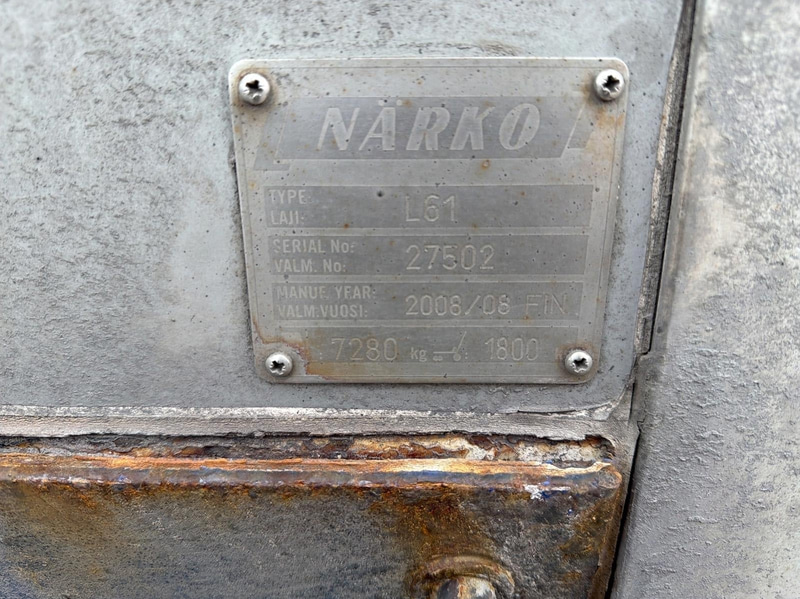 NÄRKO
TYPE:
LAJI: L61
SERIAL No:
VALM. No: 27502
MANUF. YEAR:
VALM.VUOSI: 2008/08 FIN
7280 kg 1800